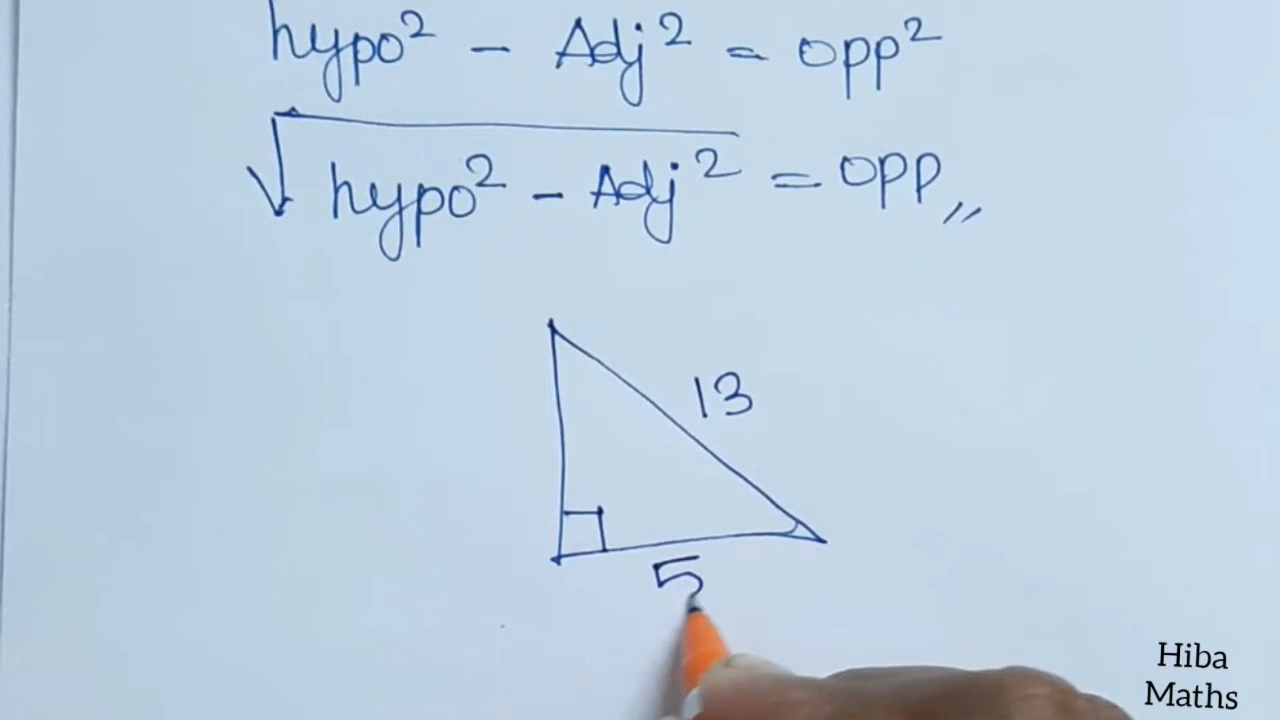 hypo² - Adj² = opp²
√hypo² - Adj² = opp,,
13
5
Hiba
Maths